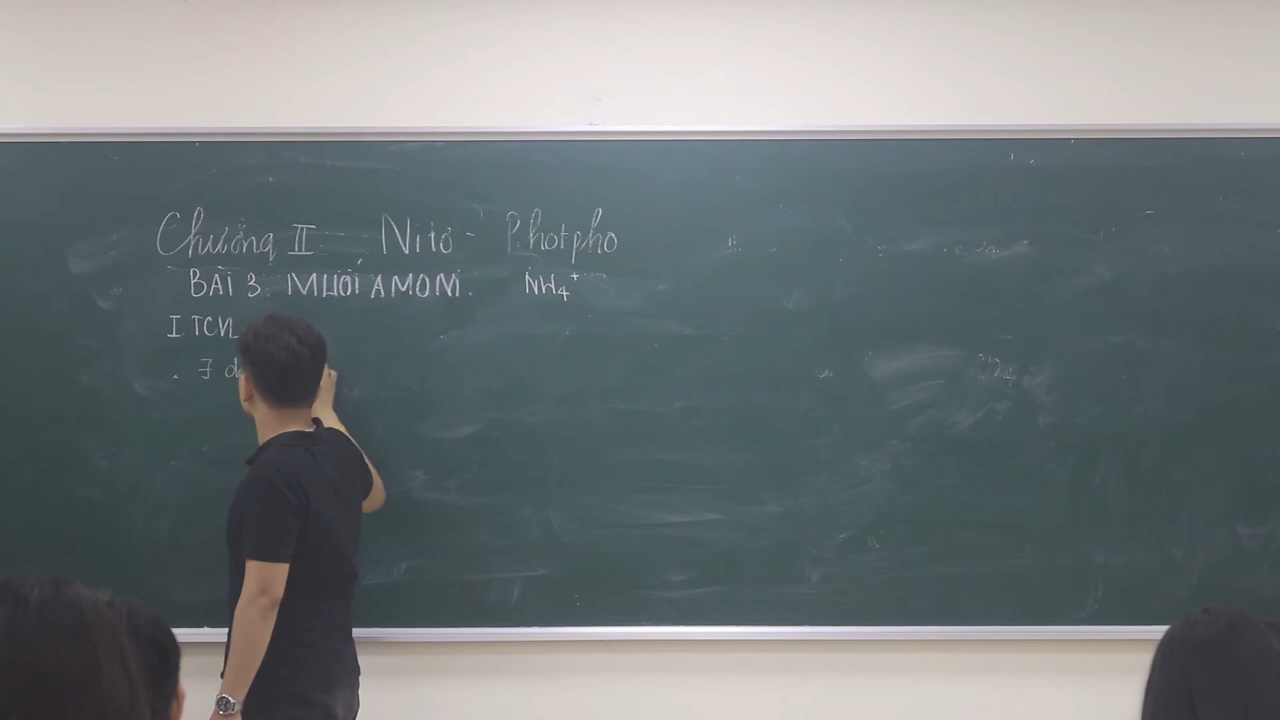 Chương II Nitơ - Photpho
BÀI 3. MUỐI AMONI. NH₄⁺
I. TCVL
. ∃